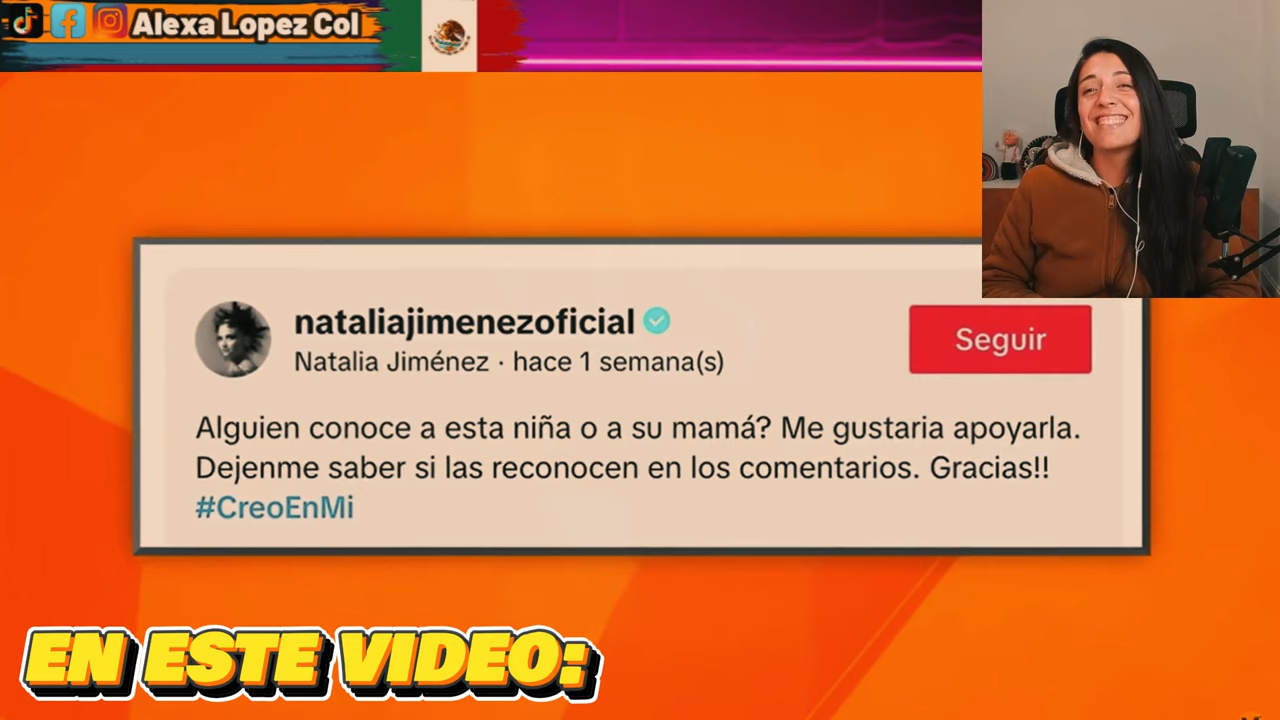 Alexa Lopez Col
nataliajimenezoficial
Natalia Jiménez · hace 1 semana(s)
Seguir
Alguien conoce a esta niña o a su mamá? Me gustaria apoyarla.
Dejenme saber si las reconocen en los comentarios. Gracias!!
#CreoEnMi
EN ESTE VIDEO: